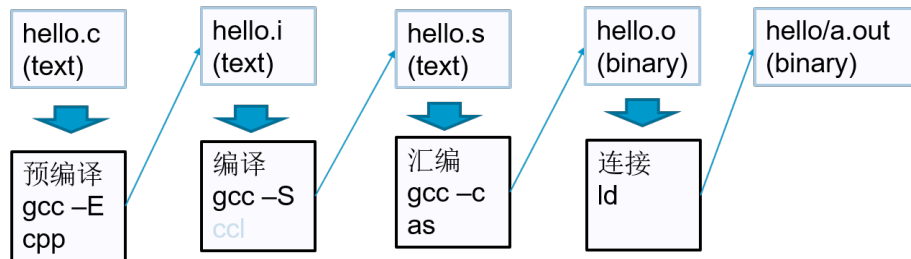 hello.c
(text)
hello.i
(text)
hello.s
(text)
hello.o
(binary)
hello/a.out
(binary)
预编译
gcc –E
cpp
编译
gcc –S
ccl
汇编
gcc –c
as
连接
ld